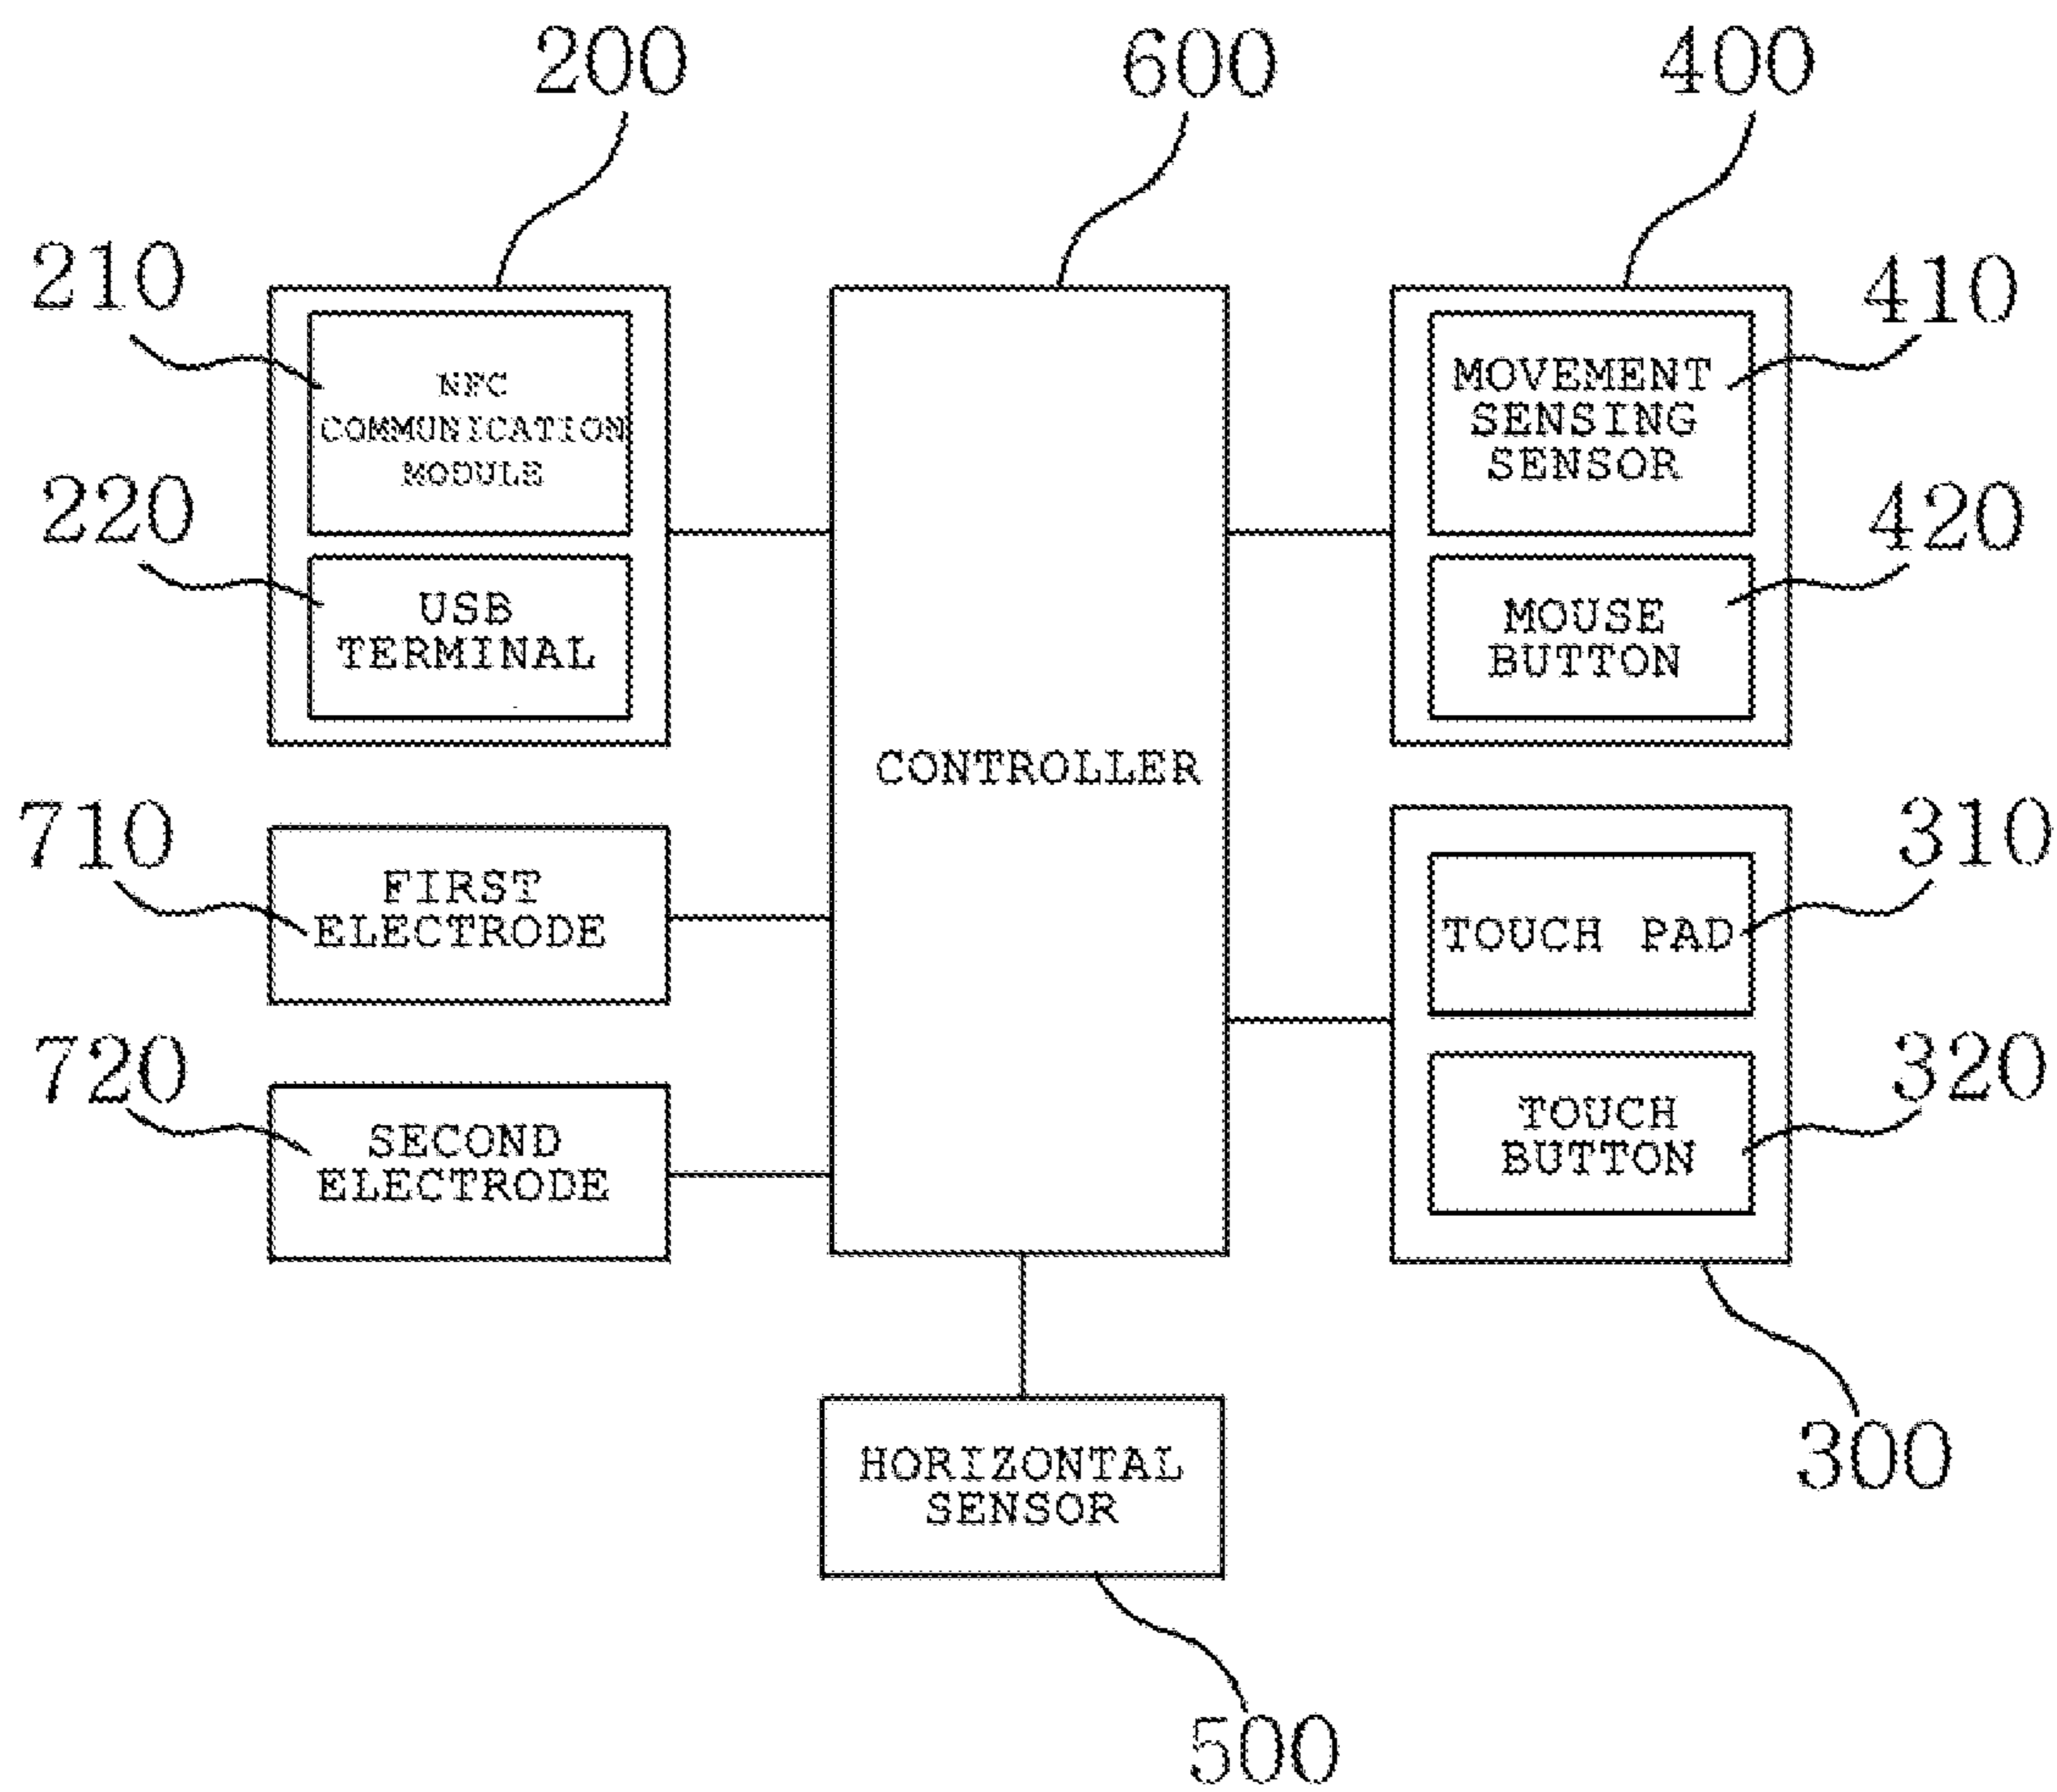 200
600
400
210
410
NFC
COMMUNICATION
MODULE
MOVEMENT
SENSING
SENSOR
220
420
USB
TERMINAL
MOUSE
BUTTON
CONTROLLER
710
310
FIRST
ELECTRODE
TOUCH PAD
720
320
SECOND
ELECTRODE
TOUCH
BUTTON
HORIZONTAL
SENSOR
300
500